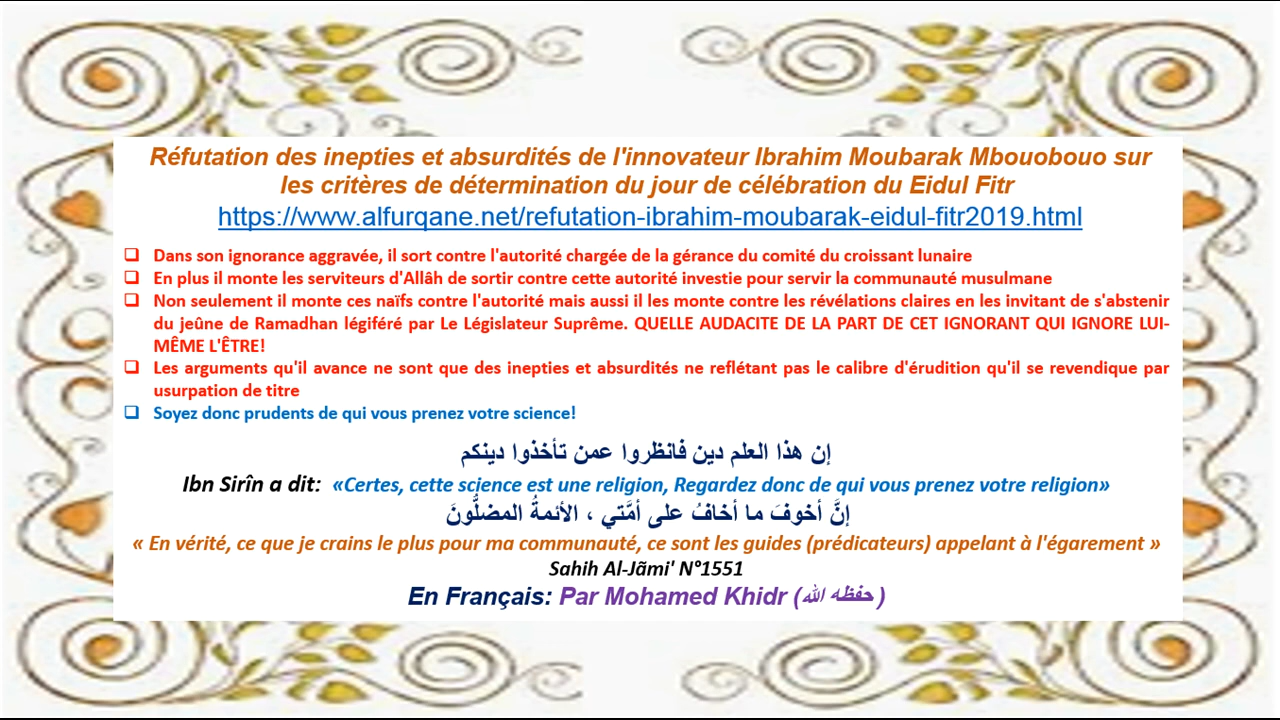 Réfutation des inepties et absurdités de l'innovateur Ibrahim Moubarak Mbouobouo sur
les critères de détermination du jour de célébration du Eidul Fitr
https://www.alfurqane.net/refutation-ibrahim-moubarak-eidul-fitr2019.html
❑ Dans son ignorance aggravée, il sort contre l'autorité chargée de la gérance du comité du croissant lunaire
❑ En plus il monte les serviteurs d'Allâh de sortir contre cette autorité investie pour servir la communauté musulmane
❑ Non seulement il monte ces naïfs contre l'autorité mais aussi il les monte contre les révélations claires en les invitant de s'abstenir
du jeûne de Ramadhan légiféré par Le Législateur Suprême. QUELLE AUDACITE DE LA PART DE CET IGNORANT QUI IGNORE LUI-
MÊME L'ÊTRE!
❑ Les arguments qu'il avance ne sont que des inepties et absurdités ne reflétant pas le calibre d'érudition qu'il se revendique par
usurpation de titre
❑ Soyez donc prudents de qui vous prenez votre science!
إن هذا العلم دين فانظروا عمن تأخذوا دينكم
Ibn Sirîn a dit: «Certes, cette science est une religion, Regardez donc de qui vous prenez votre religion»
إنَّ أخوفَ ما أخافُ على أمَّتي ، الأئمةُ المضلُّونَ
« En vérité, ce que je crains le plus pour ma communauté, ce sont les guides (prédicateurs) appelant à l'égarement »
Sahih Al-Jãmi' N°1551
En Français: Par Mohamed Khidr (حفظه الله)